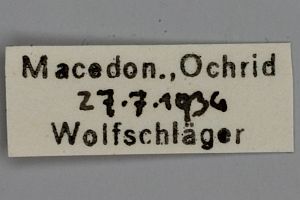 Macedon., Ochrid
27.7.1936
Wolfschläger